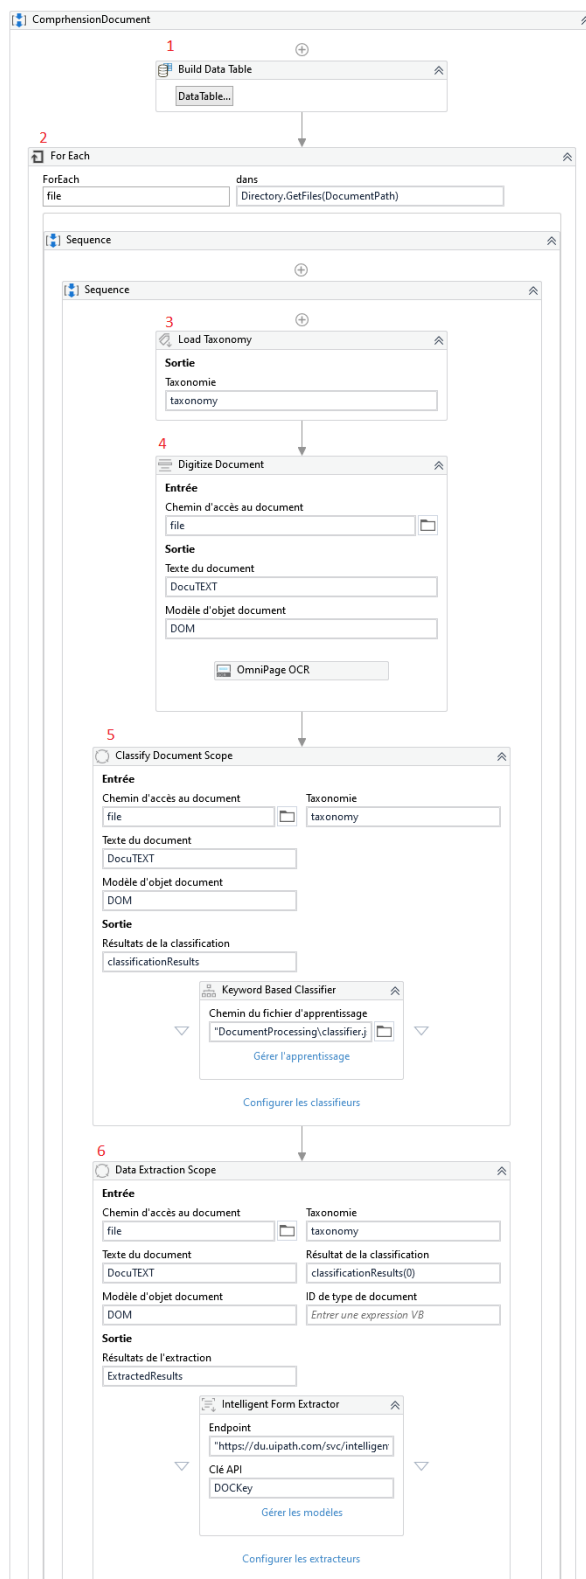 ComprhensionDocument
1
Build Data Table
DataTable...
2
For Each
ForEach
dans
file
Directory.GetFiles(DocumentPath)
Sequence
Sequence
3
Load Taxonomy
Sortie
Taxonomie
taxonomy
4
Digitize Document
Entrée
Chemin d'accès au document
file
Sortie
Texte du document
DocuTEXT
Modèle d'objet document
DOM
OmniPage OCR
5
Classify Document Scope
Entrée
Chemin d'accès au document
Taxonomie
file
taxonomy
Texte du document
DocuTEXT
Modèle d'objet document
DOM
Sortie
Résultats de la classification
classificationResults
Keyword Based Classifier
Chemin du fichier d'apprentissage
"DocumentProcessing\classifier.j
Gérer l'apprentissage
Configurer les classifieurs
6
Data Extraction Scope
Entrée
Chemin d'accès au document
Taxonomie
file
taxonomy
Texte du document
Résultat de la classification
DocuTEXT
classificationResults(0)
Modèle d'objet document
ID de type de document
DOM
Entrer une expression VB
Sortie
Résultats de l'extraction
ExtractedResults
Intelligent Form Extractor
Endpoint
"https://du.uipath.com/svc/intelligen
Clé API
DOCKey
Gérer les modèles
Configurer les extracteurs